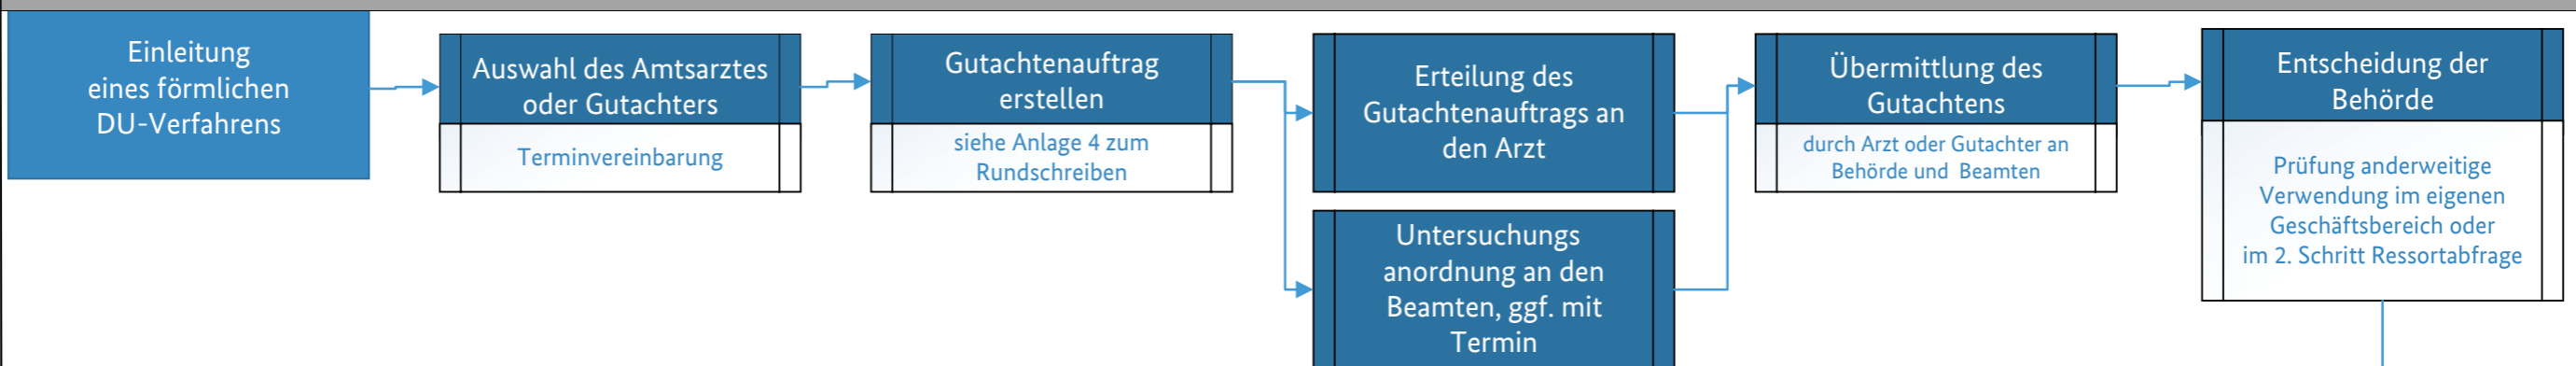 Einleitung
eines förmlichen
DU-Verfahrens
Auswahl des Amtsarztes
oder Gutachters
Terminvereinbarung
Gutachtenauftrag
erstellen
siehe Anlage 4 zum
Rundschreiben
Erteilung des
Gutachtenauftrags an
den Arzt
Untersuchungs
anordnung an den
Beamten, ggf. mit
Termin
Übermittlung des
Gutachtens
durch Arzt oder Gutachter an
Behörde und Beamten
Entscheidung der
Behörde
Prüfung anderweitige
Verwendung im eigenen
Geschäftsbereich oder
im 2. Schritt Ressortabfrage